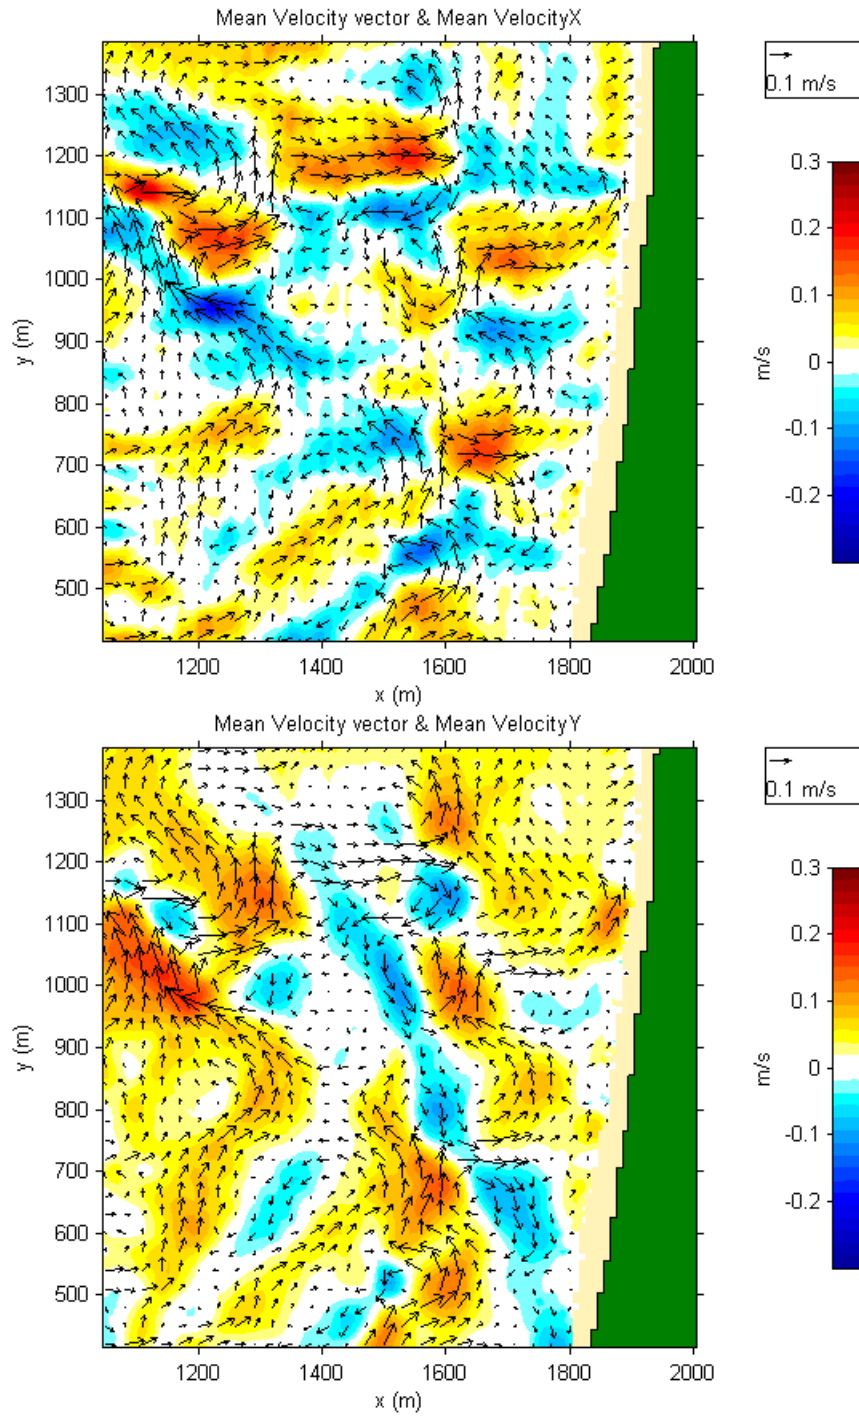 Mean Velocity vector & Mean VelocityX
0.1 m/s
1300
1200
1100
1000
900
800
700
600
500
y (m)
1200 1400 1600 1800 2000
x (m)
0.3
0.2
0.1
0
-0.1
-0.2
m/s
Mean Velocity vector & Mean VelocityY
0.1 m/s
1300
1200
1100
1000
900
800
700
600
500
y (m)
1200 1400 1600 1800 2000
x (m)
0.3
0.2
0.1
0
-0.1
-0.2
m/s